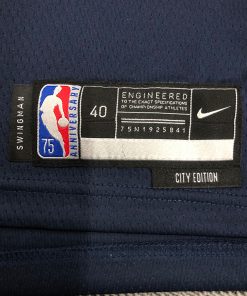 SWINGMAN
75
ANNIVERSARY
40
ENGINEERED
TO THE EXACT SPECIFICATIONS
OF CHAMPIONSHIP ATHLETES
75N1925841
CITY EDITION